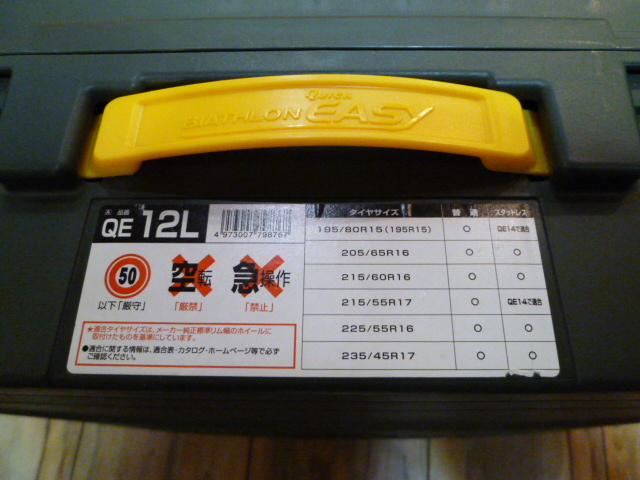 QUICK
BIATHLON EASY
品番
QE 12L
4 973007 798767
50 空転 急操作
以下「厳守」 「厳禁」 「禁止」
★適合タイヤサイズは、メーカー純正標準リム幅のホイールに
取付けたものを基準にしています。
●適合に関する情報は、適合表・カタログ・ホームページ等で必ず
ご確認ください。
タイヤサイズ 普通 スタッドレス
195/80R15 (195R15) ○ QE14で適合
205/65R16 ○ ○
215/60R16 ○ ○
215/55R17 ○ QE14で適合
225/55R16 ○ ○
235/45R17 ○ ○